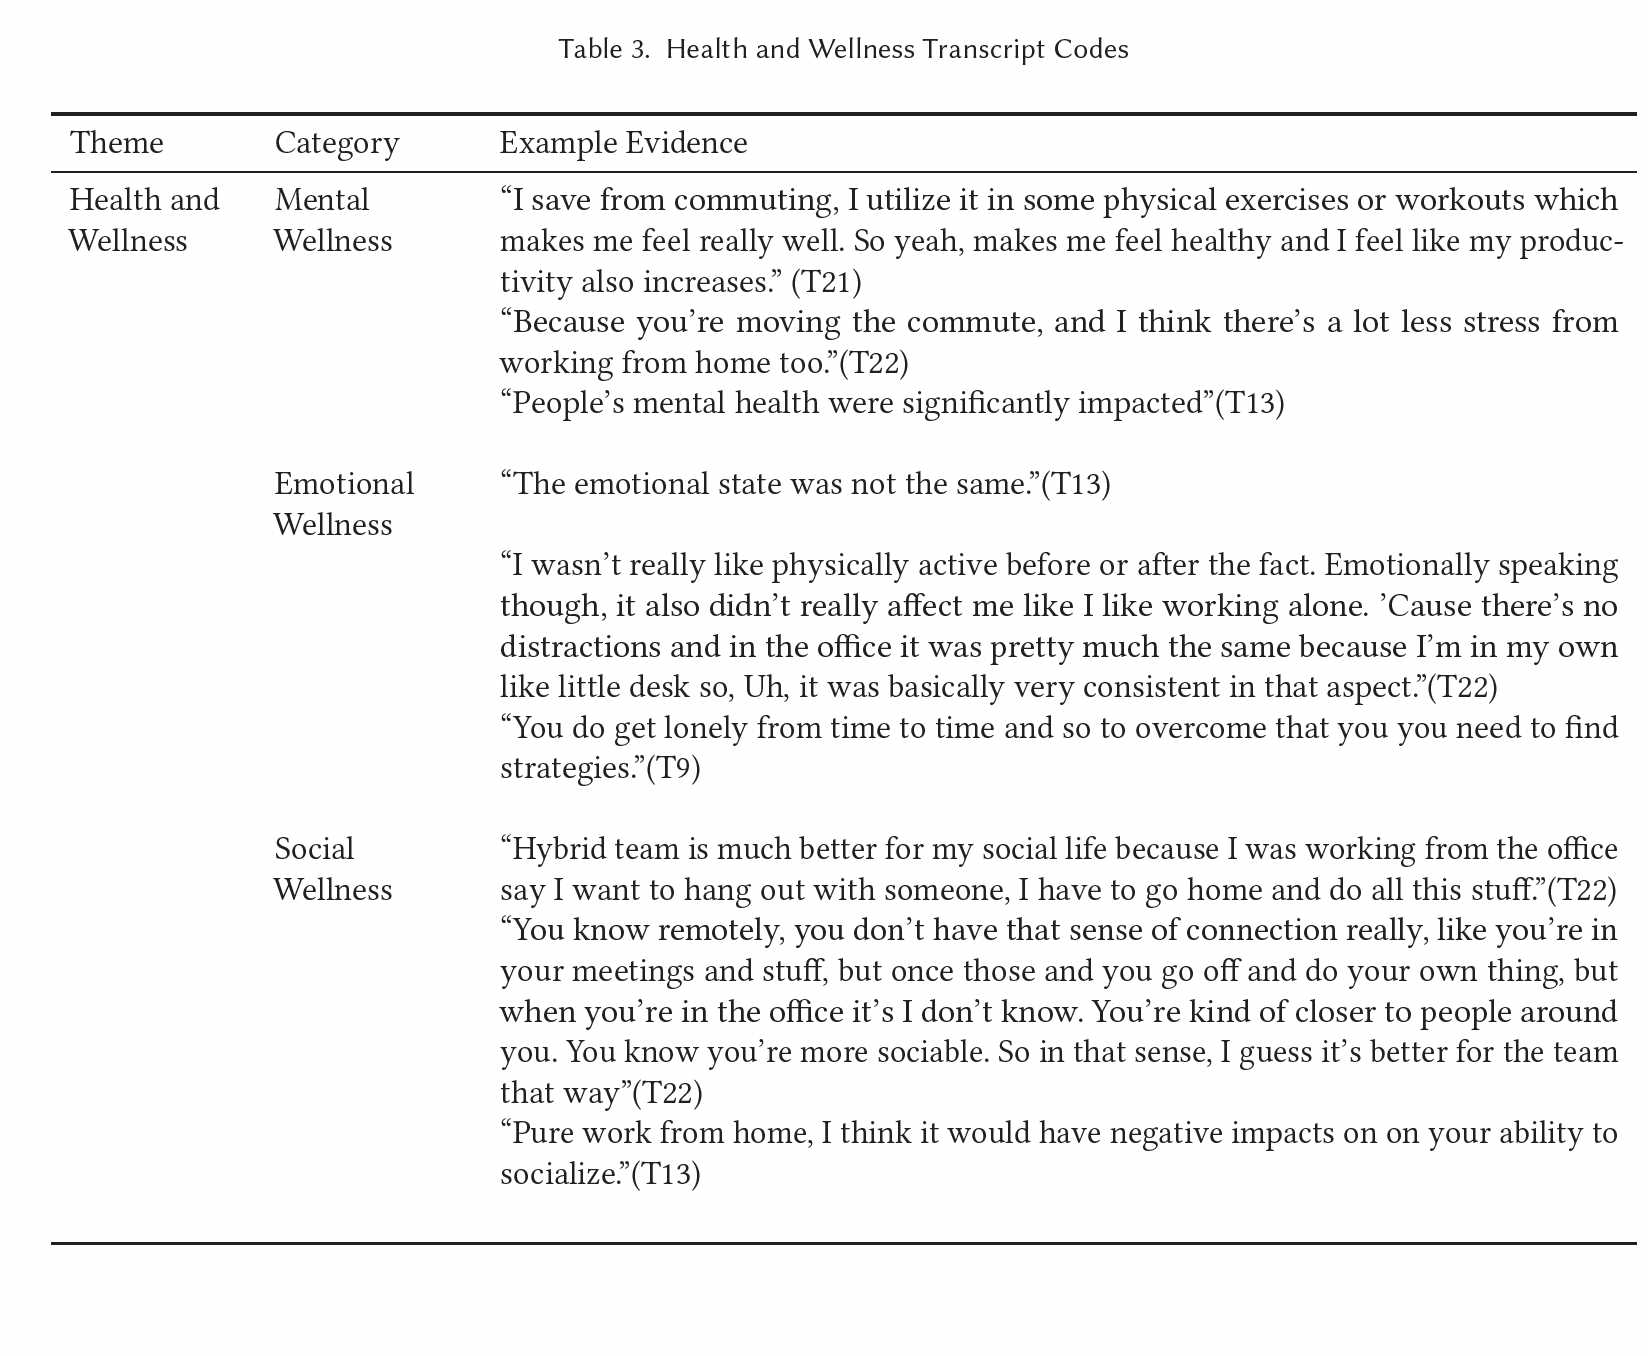 Table 3. Health and Wellness Transcript Codes
Theme Category Example Evidence
Health and Mental “I save from commuting, I utilize it in some physical exercises or workouts which
Wellness Wellness makes me feel really well. So yeah, makes me feel healthy and I feel like my produc-
tivity also increases.” (T21)
“Because you’re moving the commute, and I think there’s a lot less stress from
working from home too.”(T22)
“People’s mental health were significantly impacted”(T13)
Emotional “The emotional state was not the same.”(T13)
Wellness
“I wasn’t really like physically active before or after the fact. Emotionally speaking
though, it also didn’t really affect me like I like working alone. ’Cause there’s no
distractions and in the office it was pretty much the same because I’m in my own
like little desk so, Uh, it was basically very consistent in that aspect.”(T22)
“You do get lonely from time to time and so to overcome that you you need to find
strategies.”(T9)
Social “Hybrid team is much better for my social life because I was working from the office
Wellness say I want to hang out with someone, I have to go home and do all this stuff.”(T22)
“You know remotely, you don’t have that sense of connection really, like you’re in
your meetings and stuff, but once those and you go off and do your own thing, but
when you’re in the office it’s I don’t know. You’re kind of closer to people around
you. You know you’re more sociable. So in that sense, I guess it’s better for the team
that way”(T22)
“Pure work from home, I think it would have negative impacts on on your ability to
socialize.”(T13)